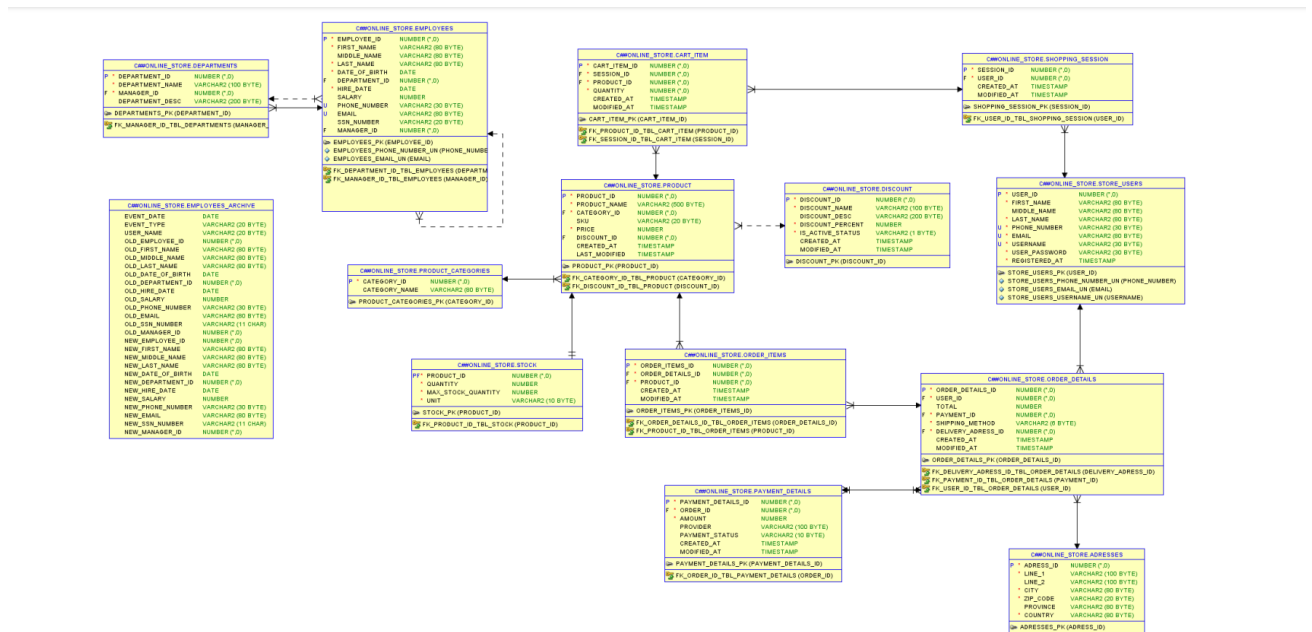 C##ONLINE_STORE.DEPARTMENTS
P * DEPARTMENT_ID NUMBER (*,0)
* DEPARTMENT_NAME VARCHAR2 (100 BYTE)
F * MANAGER_ID NUMBER (*,0)
DEPARTMENT_DESC VARCHAR2 (200 BYTE)
DEPARTMENTS_PK (DEPARTMENT_ID)
FK_MANAGER_ID_TBL_DEPARTMENTS (MANAGER_
C##ONLINE_STORE.EMPLOYEES
P * EMPLOYEE_ID NUMBER (*,0)
* FIRST_NAME VARCHAR2 (80 BYTE)
MIDDLE_NAME VARCHAR2 (80 BYTE)
* LAST_NAME VARCHAR2 (80 BYTE)
* DATE_OF_BIRTH DATE
F DEPARTMENT_ID NUMBER (*,0)
* HIRE_DATE DATE
SALARY NUMBER
U PHONE_NUMBER VARCHAR2 (30 BYTE)
U EMAIL VARCHAR2 (80 BYTE)
SSN_NUMBER VARCHAR2 (20 BYTE)
F MANAGER_ID NUMBER (*,0)
EMPLOYEES_PK (EMPLOYEE_ID)
EMPLOYEES_PHONE_NUMBER_UN (PHONE_NUMBE
EMPLOYEES_EMAIL_UN (EMAIL)
FK_DEPARTMENT_ID_TBL_EMPLOYEES (DEPARTM
FK_MANAGER_ID_TBL_EMPLOYEES (MANAGER_ID)
C##ONLINE_STORE.CART_ITEM
P * CART_ITEM_ID NUMBER (*,0)
F * SESSION_ID NUMBER (*,0)
F * PRODUCT_ID NUMBER (*,0)
* QUANTITY NUMBER (*,0)
CREATED_AT TIMESTAMP
MODIFIED_AT TIMESTAMP
CART_ITEM_PK (CART_ITEM_ID)
FK_PRODUCT_ID_TBL_CART_ITEM (PRODUCT_ID)
FK_SESSION_ID_TBL_CART_ITEM (SESSION_ID)
C##ONLINE_STORE.SHOPPING_SESSION
P * SESSION_ID NUMBER (*,0)
F * USER_ID NUMBER (*,0)
CREATED_AT TIMESTAMP
MODIFIED_AT TIMESTAMP
SHOPPING_SESSION_PK (SESSION_ID)
FK_USER_ID_TBL_SHOPPING_SESSION (USER_ID)
C##ONLINE_STORE.EMPLOYEES_ARCHIVE
EVENT_DATE DATE
EVENT_TYPE VARCHAR2 (20 BYTE)
USER_NAME VARCHAR2 (20 BYTE)
OLD_EMPLOYEE_ID NUMBER (*,0)
OLD_FIRST_NAME VARCHAR2 (80 BYTE)
OLD_MIDDLE_NAME VARCHAR2 (80 BYTE)
OLD_LAST_NAME VARCHAR2 (80 BYTE)
OLD_DATE_OF_BIRTH DATE
OLD_DEPARTMENT_ID NUMBER (*,0)
OLD_HIRE_DATE DATE
OLD_SALARY NUMBER
OLD_PHONE_NUMBER VARCHAR2 (30 BYTE)
OLD_EMAIL VARCHAR2 (80 BYTE)
OLD_SSN_NUMBER VARCHAR2 (11 CHAR)
OLD_MANAGER_ID NUMBER (*,0)
NEW_EMPLOYEE_ID NUMBER (*,0)
NEW_FIRST_NAME VARCHAR2 (80 BYTE)
NEW_MIDDLE_NAME VARCHAR2 (80 BYTE)
NEW_LAST_NAME VARCHAR2 (80 BYTE)
NEW_DATE_OF_BIRTH DATE
NEW_DEPARTMENT_ID NUMBER (*,0)
NEW_HIRE_DATE DATE
NEW_SALARY NUMBER
NEW_PHONE_NUMBER VARCHAR2 (30 BYTE)
NEW_EMAIL VARCHAR2 (80 BYTE)
NEW_SSN_NUMBER VARCHAR2 (11 CHAR)
NEW_MANAGER_ID NUMBER (*,0)
C##ONLINE_STORE.PRODUCT
P * PRODUCT_ID NUMBER (*,0)
* PRODUCT_NAME VARCHAR2 (500 BYTE)
F * CATEGORY_ID NUMBER (*,0)
SKU VARCHAR2 (20 BYTE)
* PRICE NUMBER
F DISCOUNT_ID NUMBER (*,0)
CREATED_AT TIMESTAMP
LAST_MODIFIED TIMESTAMP
PRODUCT_PK (PRODUCT_ID)
FK_CATEGORY_ID_TBL_PRODUCT (CATEGORY_ID)
FK_DISCOUNT_ID_TBL_PRODUCT (DISCOUNT_ID)
C##ONLINE_STORE.DISCOUNT
P * DISCOUNT_ID NUMBER (*,0)
* DISCOUNT_NAME VARCHAR2 (100 BYTE)
* DISCOUNT_DESC VARCHAR2 (200 BYTE)
* DISCOUNT_PERCENT NUMBER
* IS_ACTIVE_STATUS VARCHAR2 (1 BYTE)
CREATED_AT TIMESTAMP
MODIFIED_AT TIMESTAMP
DISCOUNT_PK (DISCOUNT_ID)
C##ONLINE_STORE.STORE_USERS
P * USER_ID NUMBER (*,0)
* FIRST_NAME VARCHAR2 (80 BYTE)
MIDDLE_NAME VARCHAR2 (80 BYTE)
* LAST_NAME VARCHAR2 (80 BYTE)
U * PHONE_NUMBER VARCHAR2 (30 BYTE)
U * EMAIL VARCHAR2 (80 BYTE)
U * USERNAME VARCHAR2 (30 BYTE)
* USER_PASSWORD VARCHAR2 (30 BYTE)
* REGISTERED_AT TIMESTAMP
STORE_USERS_PK (USER_ID)
STORE_USERS_PHONE_NUMBER_UN (PHONE_NUMBER)
STORE_USERS_EMAIL_UN (EMAIL)
STORE_USERS_USERNAME_UN (USERNAME)
C##ONLINE_STORE.PRODUCT_CATEGORIES
P * CATEGORY_ID NUMBER (*,0)
CATEGORY_NAME VARCHAR2 (80 BYTE)
PRODUCT_CATEGORIES_PK (CATEGORY_ID)
C##ONLINE_STORE.STOCK
PF* PRODUCT_ID NUMBER (*,0)
* QUANTITY NUMBER
* MAX_STOCK_QUANTITY NUMBER
* UNIT VARCHAR2 (10 BYTE)
STOCK_PK (PRODUCT_ID)
FK_PRODUCT_ID_TBL_STOCK (PRODUCT_ID)
C##ONLINE_STORE.ORDER_ITEMS
P * ORDER_ITEMS_ID NUMBER (*,0)
F * ORDER_DETAILS_ID NUMBER (*,0)
F * PRODUCT_ID NUMBER (*,0)
CREATED_AT TIMESTAMP
MODIFIED_AT TIMESTAMP
ORDER_ITEMS_PK (ORDER_ITEMS_ID)
FK_ORDER_DETAILS_ID_TBL_ORDER_ITEMS (ORDER_DETAILS_ID)
FK_PRODUCT_ID_TBL_ORDER_ITEMS (PRODUCT_ID)
C##ONLINE_STORE.ORDER_DETAILS
P * ORDER_DETAILS_ID NUMBER (*,0)
F * USER_ID NUMBER (*,0)
TOTAL NUMBER
F * PAYMENT_ID NUMBER (*,0)
* SHIPPING_METHOD VARCHAR2 (6 BYTE)
F * DELIVERY_ADRESS_ID NUMBER (*,0)
CREATED_AT TIMESTAMP
MODIFIED_AT TIMESTAMP
ORDER_DETAILS_PK (ORDER_DETAILS_ID)
FK_DELIVERY_ADRESS_ID_TBL_ORDER_DETAILS (DELIVERY_ADRESS_ID)
FK_PAYMENT_ID_TBL_ORDER_DETAILS (PAYMENT_ID)
FK_USER_ID_TBL_ORDER_DETAILS (USER_ID)
C##ONLINE_STORE.PAYMENT_DETAILS
P * PAYMENT_DETAILS_ID NUMBER (*,0)
F * ORDER_ID NUMBER (*,0)
* AMOUNT NUMBER
PROVIDER VARCHAR2 (100 BYTE)
PAYMENT_STATUS VARCHAR2 (10 BYTE)
CREATED_AT TIMESTAMP
MODIFIED_AT TIMESTAMP
PAYMENT_DETAILS_PK (PAYMENT_DETAILS_ID)
FK_ORDER_ID_TBL_PAYMENT_DETAILS (ORDER_ID)
C##ONLINE_STORE.ADRESSES
P * ADRESS_ID NUMBER (*,0)
* LINE_1 VARCHAR2 (100 BYTE)
LINE_2 VARCHAR2 (100 BYTE)
* CITY VARCHAR2 (80 BYTE)
* ZIP_CODE VARCHAR2 (20 BYTE)
PROVINCE VARCHAR2 (80 BYTE)
* COUNTRY VARCHAR2 (80 BYTE)
ADRESSES_PK (ADRESS_ID)